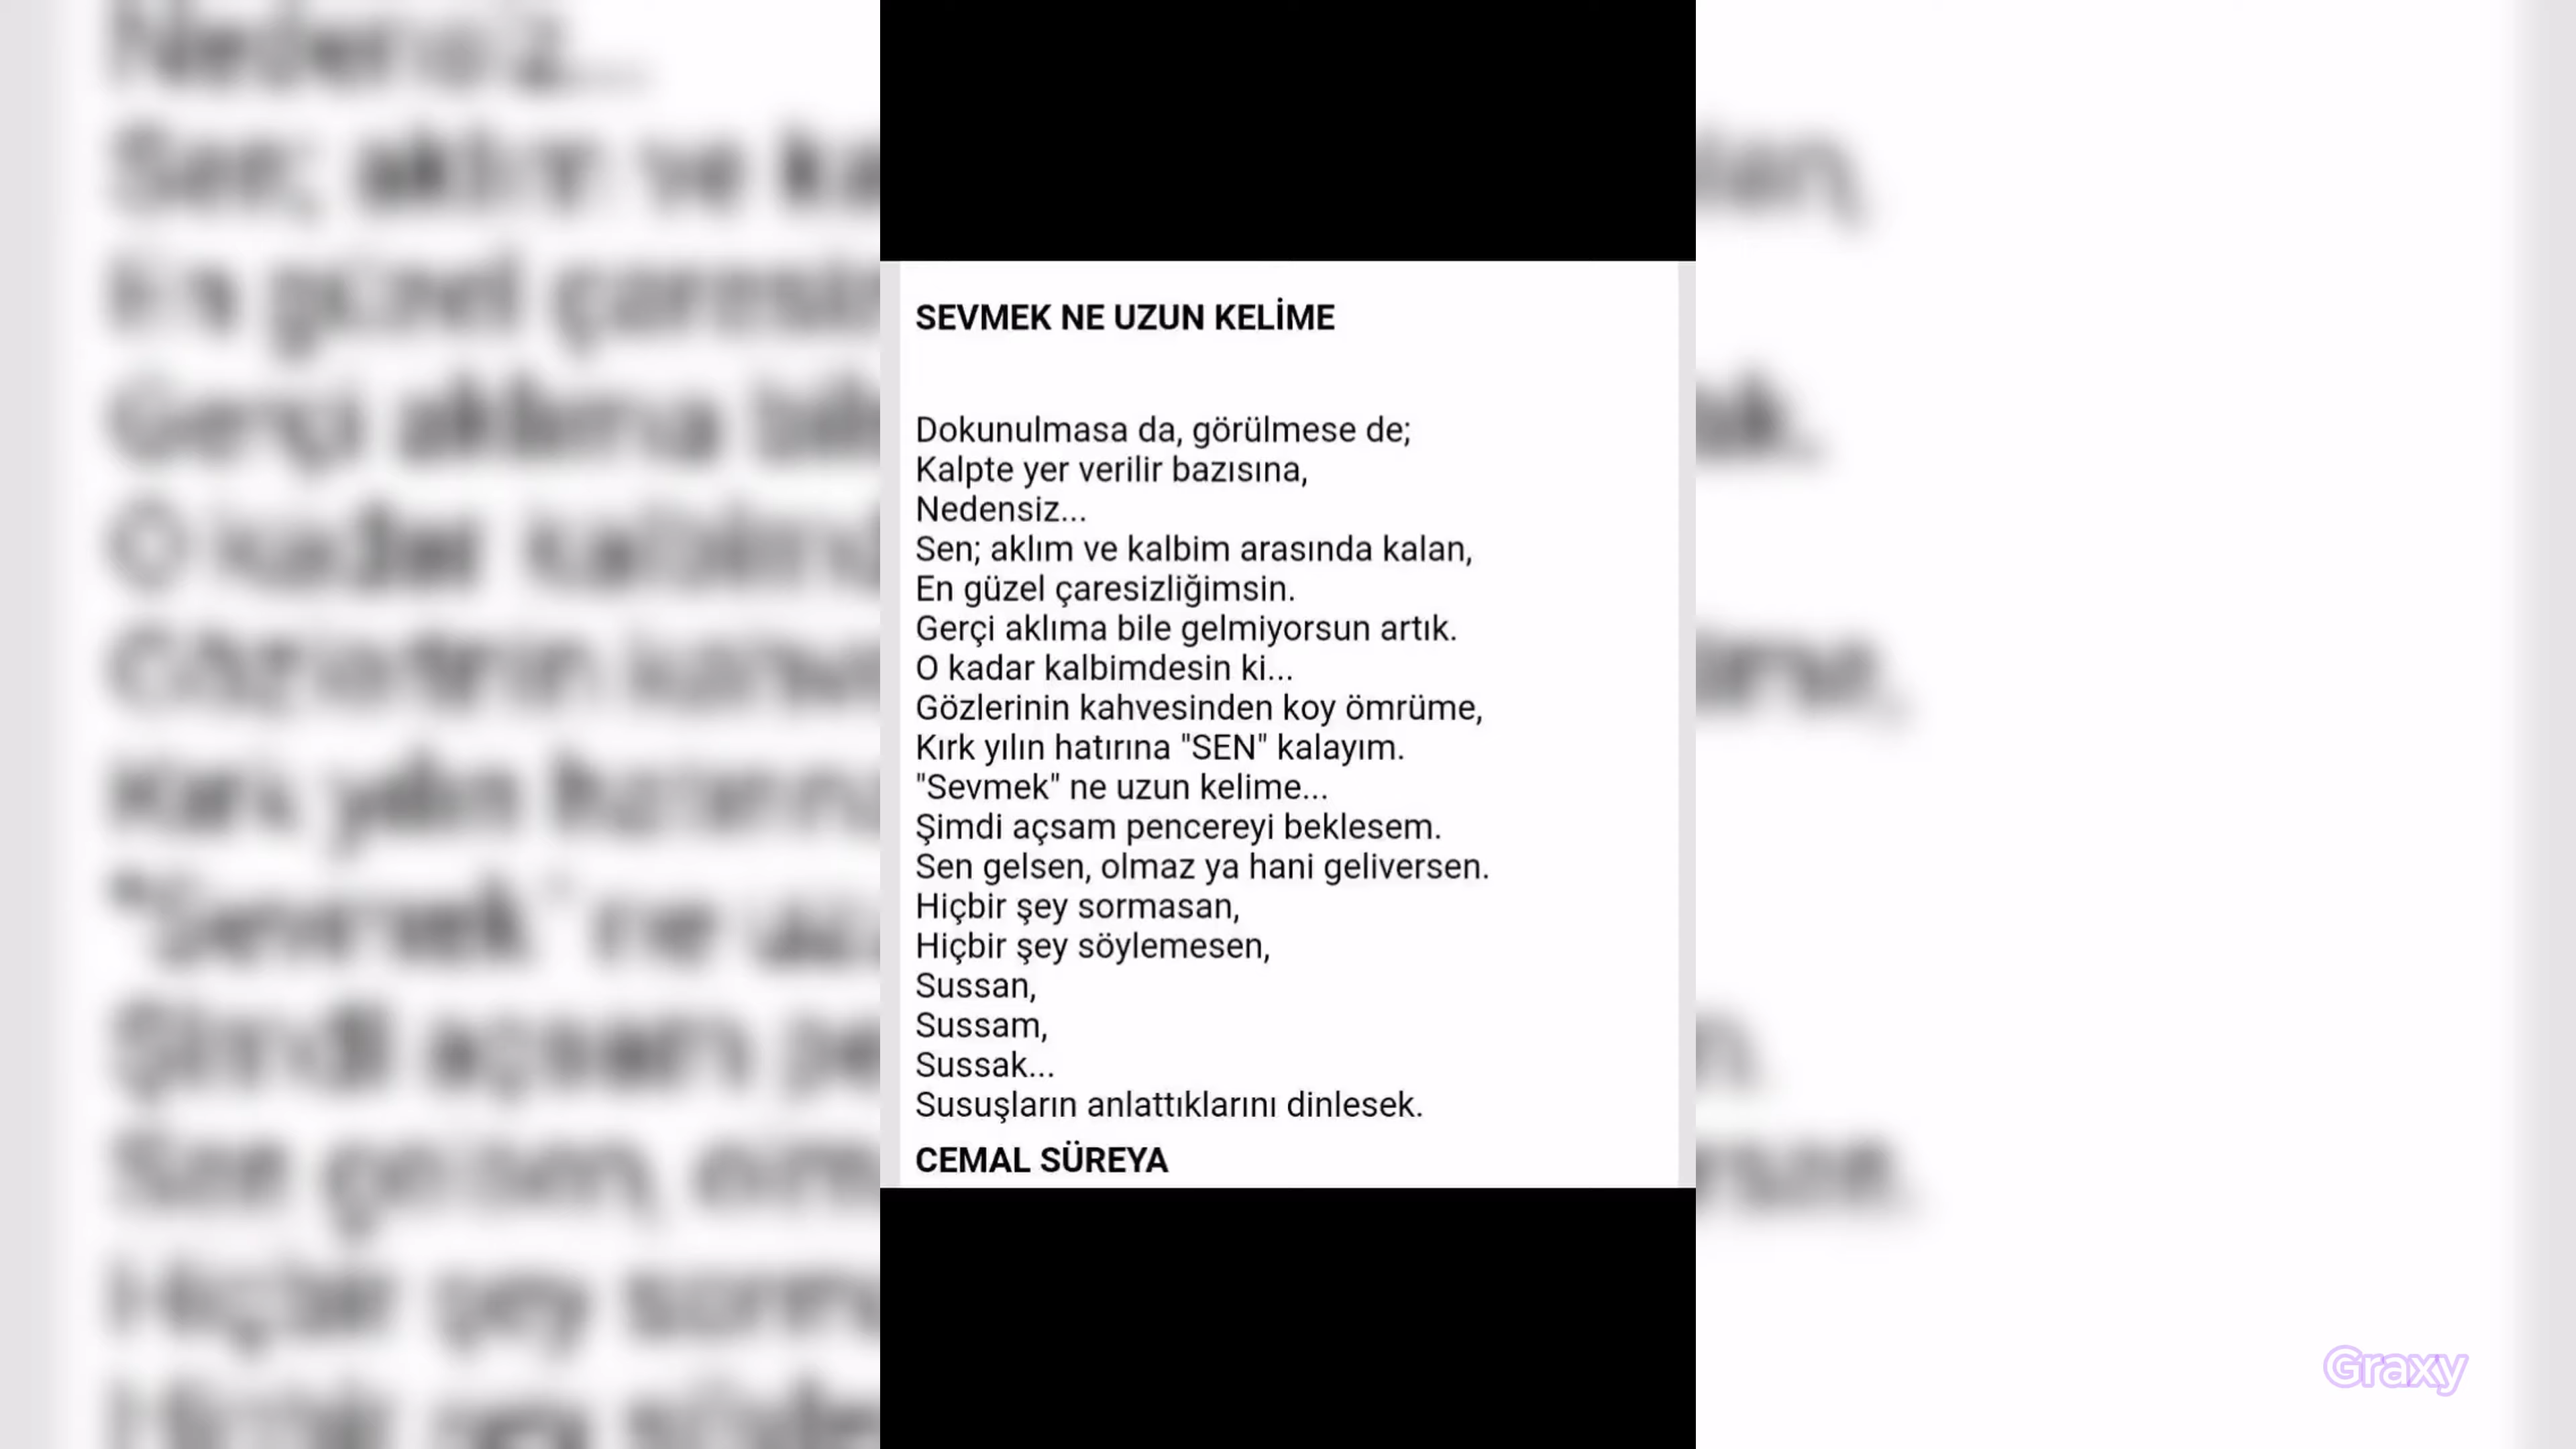 SEVMEK NE UZUN KELİME
Dokunulmasa da, görülmese de;
Kalpte yer verilir bazısına,
Nedensiz...
Sen; aklım ve kalbim arasında kalan,
En güzel çaresizliğimsin.
Gerçi aklıma bile gelmiyorsun artık.
O kadar kalbimdesin ki...
Gözlerinin kahvesinden koy ömrüme,
Kırk yılın hatırına "SEN" kalayım.
"Sevmek" ne uzun kelime...
Şimdi açsam pencereyi beklesem.
Sen gelsen, olmaz ya hani geliversen.
Hiçbir şey sormasan,
Hiçbir şey söylemesen,
Sussan,
Sussam,
Sussak...
Susuşların anlattıklarını dinlesek.
CEMAL SÜREYA
Graxy